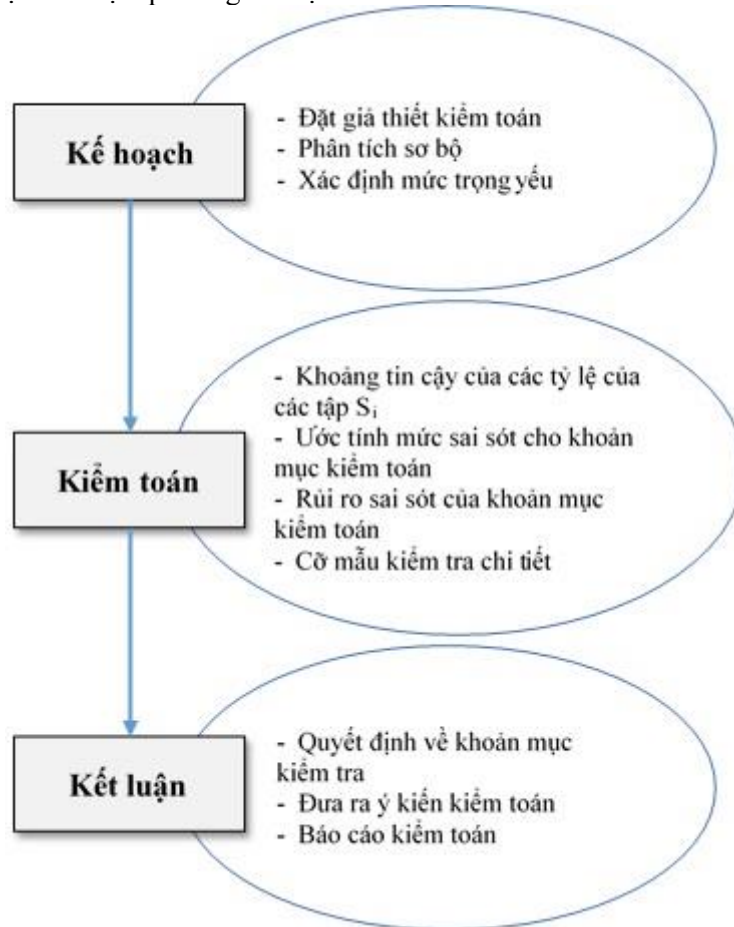 Kế hoạch
- Đặt giả thiết kiểm toán
- Phân tích sơ bộ
- Xác định mức trọng yếu
Kiểm toán
- Khoảng tin cậy của các tỷ lệ của
các tập Sᵢ
- Ước tính mức sai sót cho khoản
mục kiểm toán
- Rủi ro sai sót của khoản mục
kiểm toán
- Cỡ mẫu kiểm tra chi tiết
Kết luận
- Quyết định về khoản mục
kiểm tra
- Đưa ra ý kiến kiểm toán
- Báo cáo kiểm toán